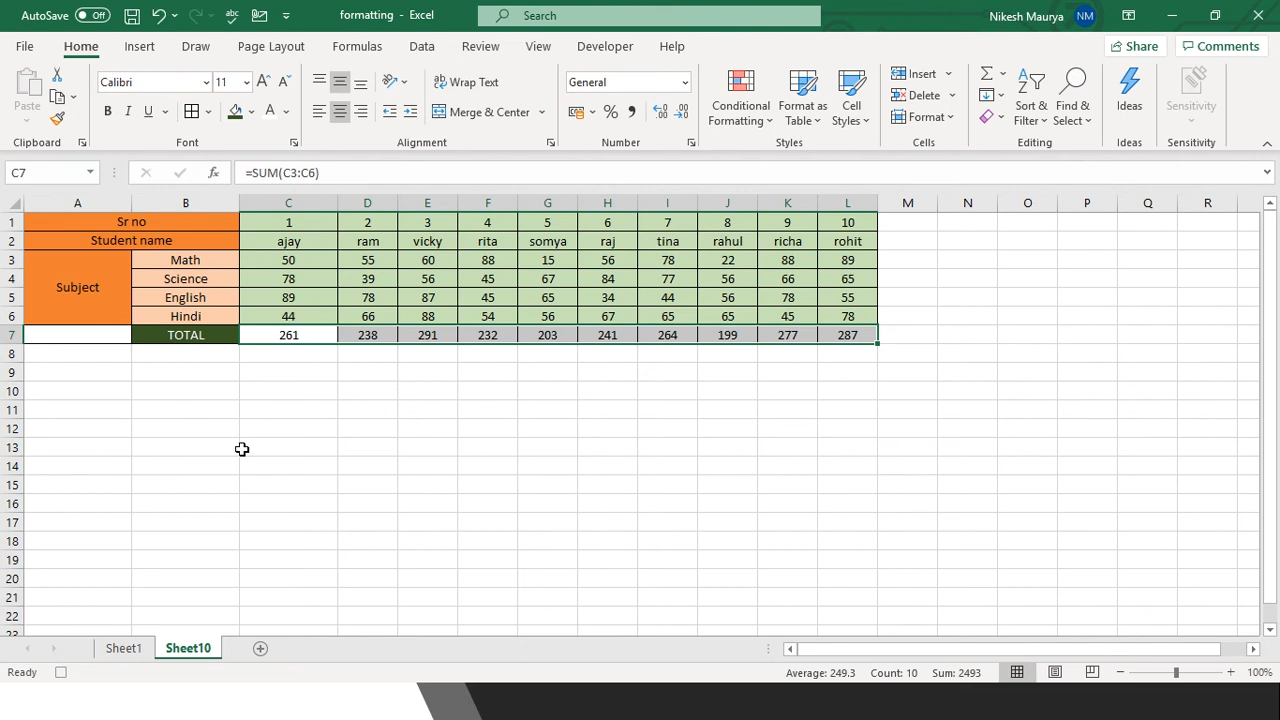 AutoSave Off formatting - Excel Search Nikesh Maurya NM
File Home Insert Draw Page Layout Formulas Data Review View Developer Help Share Comments
Paste Calibri 11 Wrap Text General Conditional Formatting Format as Table Cell Styles Insert Sort & Filter Find & Select Ideas Sensitivity
B I U Merge & Center Delete
Format
Clipboard Font Alignment Number Styles Cells Editing Ideas Sensitivity
C7 fx =SUM(C3:C6)
A B C D E F G H I J K L M N O P Q R
1 Sr no 1 2 3 4 5 6 7 8 9 10
2 Student name ajay ram vicky rita somya raj tina rahul richa rohit
3 Math 50 55 60 88 15 56 78 22 88 89
4 Subject Science 78 39 56 45 67 84 77 56 66 65
5 English 89 78 87 45 65 34 44 56 78 55
6 Hindi 44 66 88 54 56 67 65 65 45 78
7 TOTAL 261 238 291 232 203 241 264 199 277 287
8
9
10
11
12
13
14
15
16
17
18
19
20
21
22
23
Sheet1 Sheet10
Ready Average: 249.3 Count: 10 Sum: 2493 100%